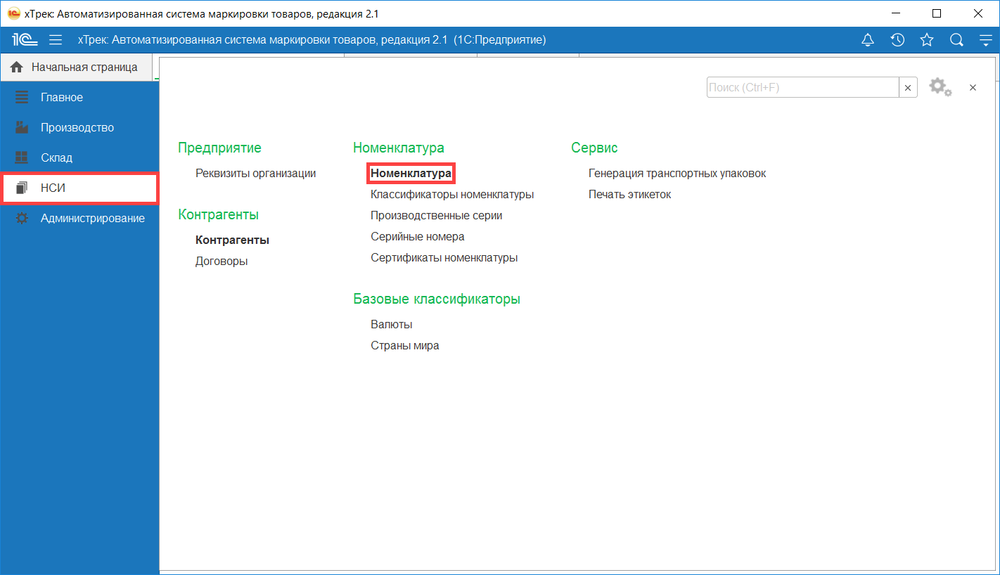 хТрек: Автоматизированная система маркировки товаров, редакция 2.1
1С хТрек: Автоматизированная система маркировки товаров, редакция 2.1 (1С:Предприятие)
Начальная страница
Главное
Производство
Склад
НСИ
Администрирование
Поиск (Ctrl+F)
Предприятие
Реквизиты организации
Контрагенты
Контрагенты
Договоры
Номенклатура
Номенклатура
Классификаторы номенклатуры
Производственные серии
Серийные номера
Сертификаты номенклатуры
Базовые классификаторы
Валюты
Страны мира
Сервис
Генерация транспортных упаковок
Печать этикеток